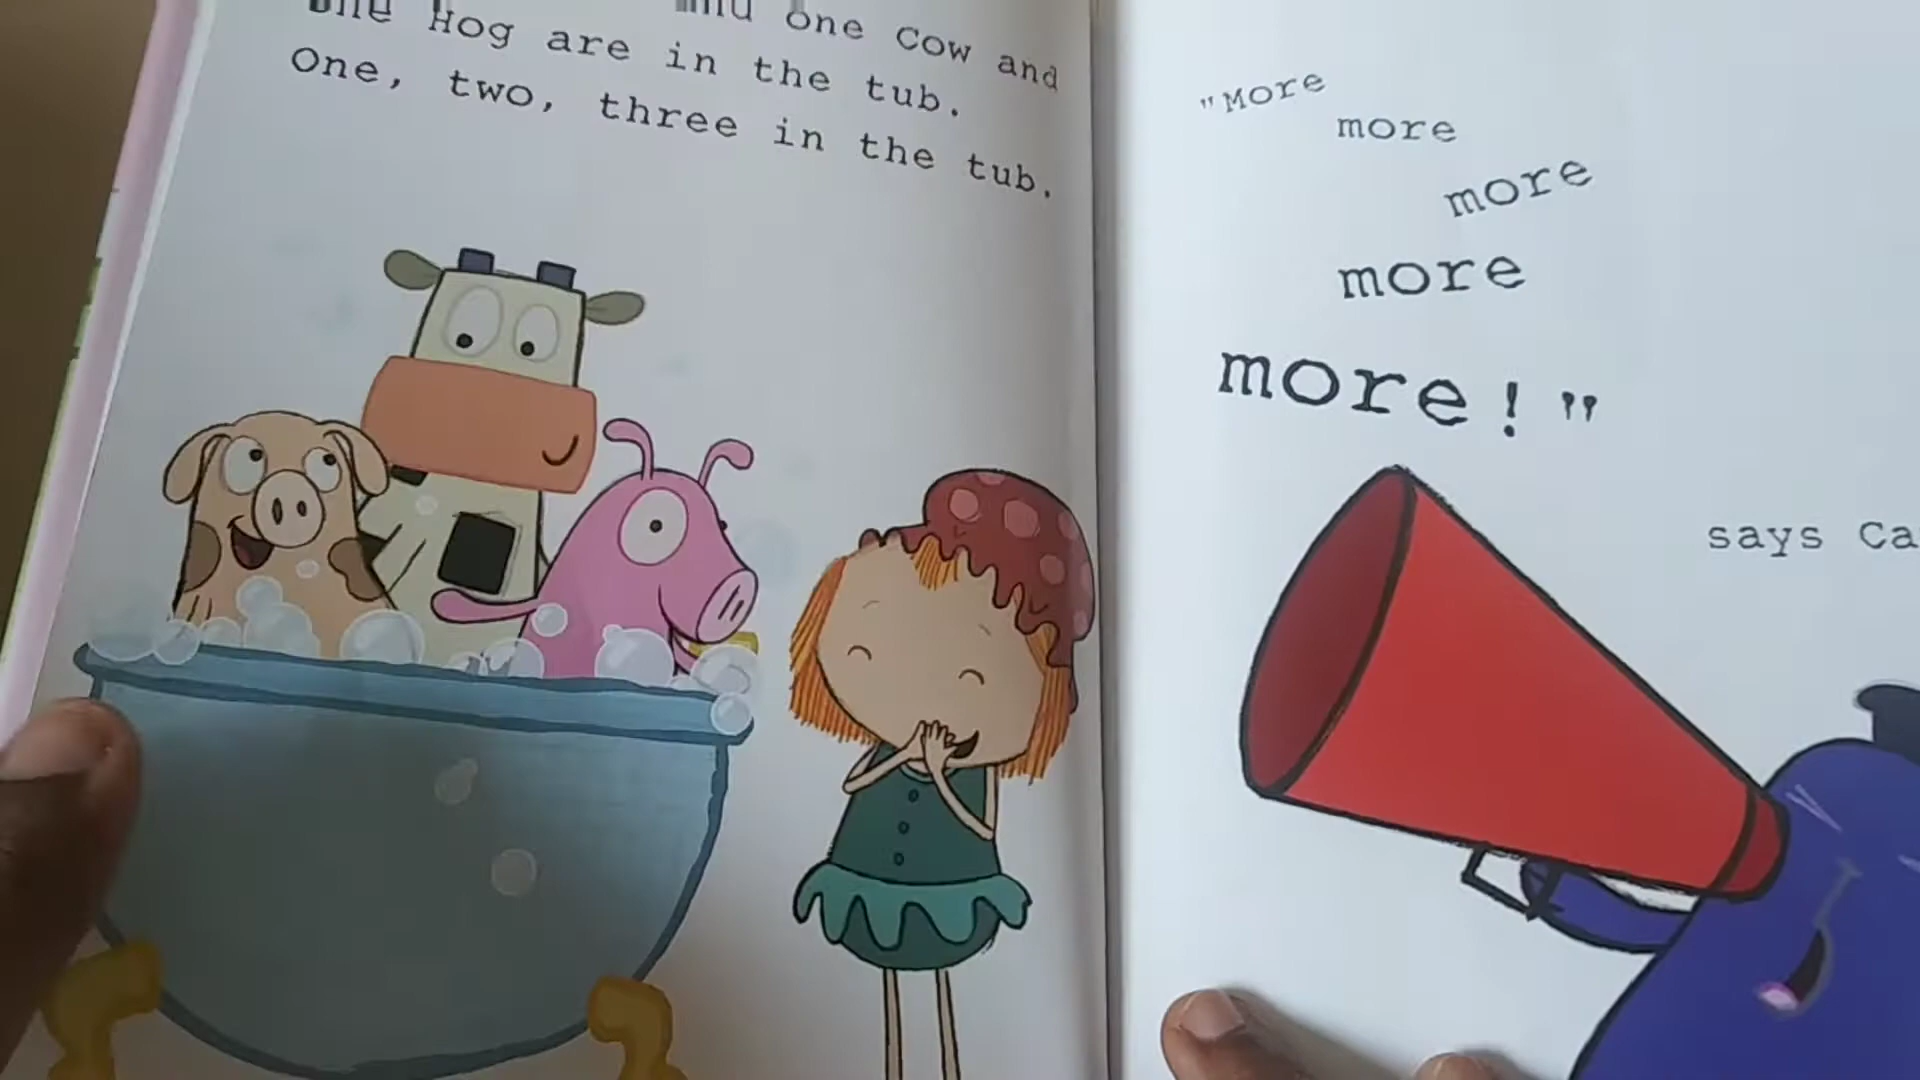 one Cow and
Hog are in the tub.
One, two, three in the tub.
"More
more
more
more
more!"
says